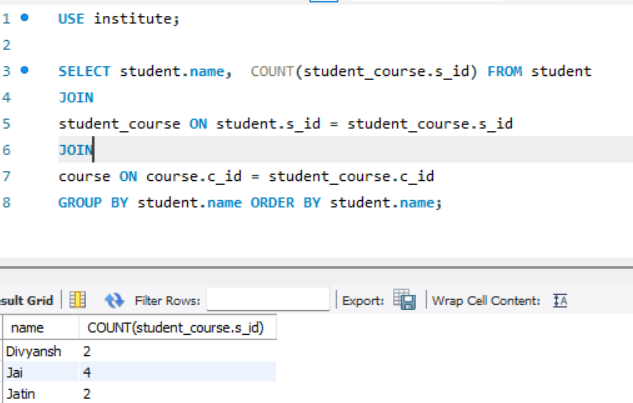 1 USE institute;
2
3 SELECT student.name,  COUNT(student_course.s_id) FROM student
4 JOIN
5 student_course ON student.s_id = student_course.s_id
6 JOIN
7 course ON course.c_id = student_course.c_id
8 GROUP BY student.name ORDER BY student.name;
sult Grid Filter Rows: Export: Wrap Cell Content: IA
name COUNT(student_course.s_id)
Divyansh 2
Jai 4
Jatin 2